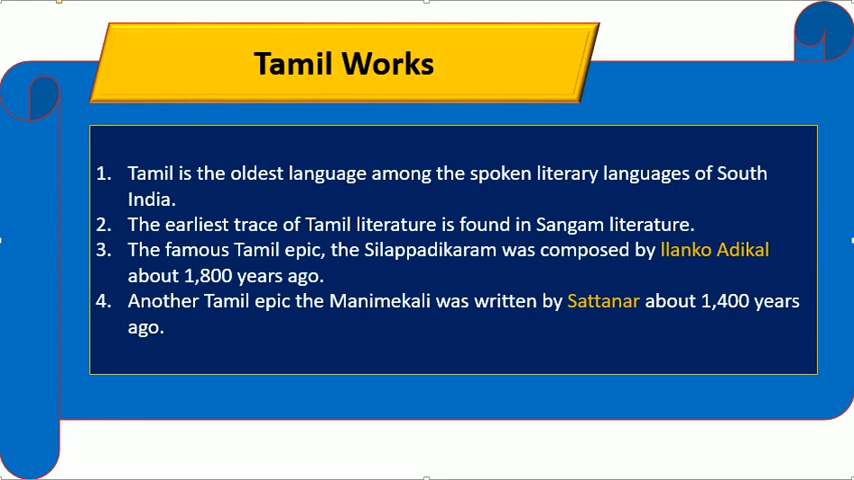 Tamil Works
1. Tamil is the oldest language among the spoken literary languages of South
India.
2. The earliest trace of Tamil literature is found in Sangam literature.
3. The famous Tamil epic, the Silappadikaram was composed by Ilanko Adikal
about 1,800 years ago.
4. Another Tamil epic the Manimekali was written by Sattanar about 1,400 years
ago.